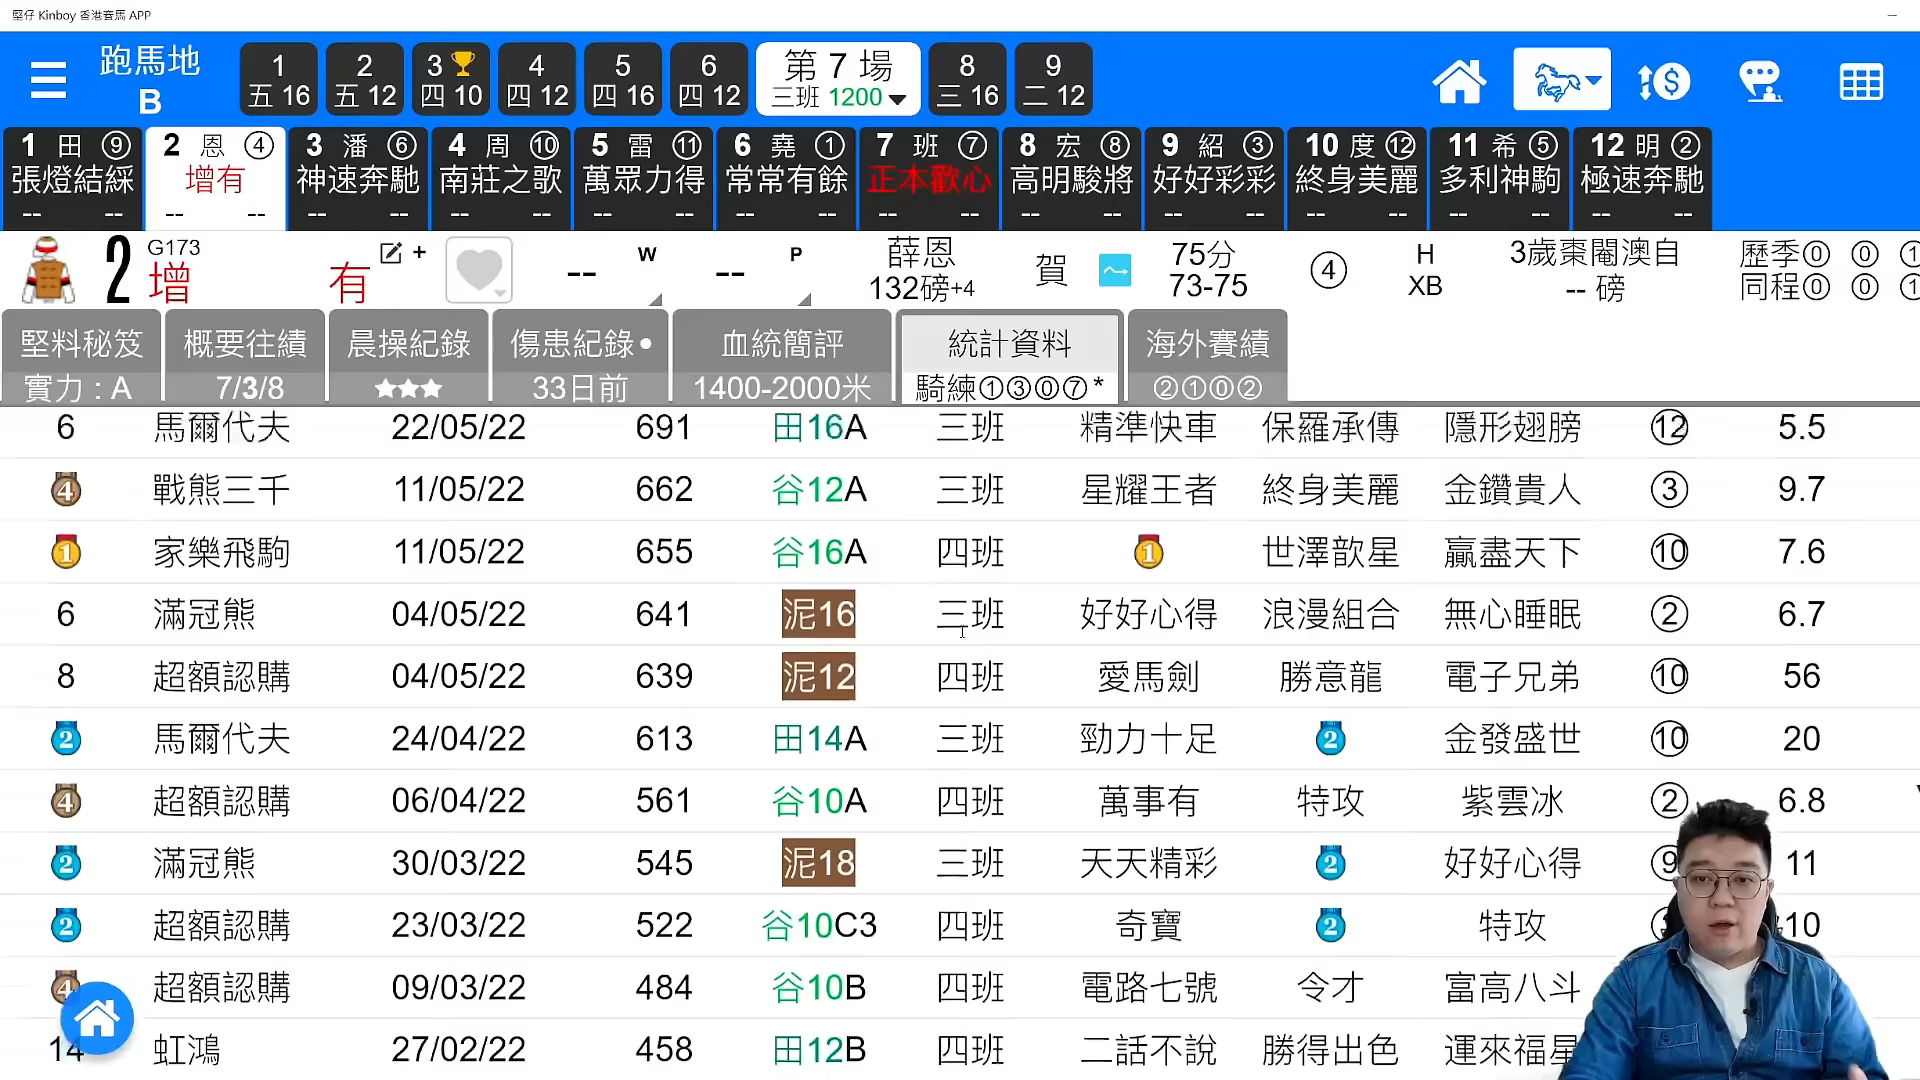 堅仔 Kinboy 香港賽馬 APP
跑馬地 B
1 五 16
2 五 12
3 四 10
4 四 12
5 四 16
6 四 12
第 7 場 三班 1200
8 三 16
9 二 12
1 田 ⑨ 張燈結綵 -- --
2 恩 ④ 增有 -- --
3 潘 ⑥ 神速奔馳 -- --
4 周 ⑩ 南莊之歌 -- --
5 雷 ⑪ 萬眾力得 -- --
6 堯 ① 常常有餘 -- --
7 班 ⑦ 正本歡心 -- --
8 宏 ⑧ 高明駿將 -- --
9 紹 ③ 好好彩彩 -- --
10 度 ⑫ 終身美麗 -- --
11 希 ⑤ 多利神駒 -- --
12 明 ② 極速奔馳 -- --
2 G173 增有 + -- W -- P 薛恩 132磅+4 賀 75分 73-75 ④ H XB 3歲棗閹澳自 -- 磅
歷季⓪ ⓪ ①
同程⓪ ⓪ ①
堅料秘笈 實力 : A
概要往績 7/3/8
晨操紀錄 ★★★
傷患紀錄● 33日前
血統簡評 1400-2000米
統計資料 騎練①③⓪⑦*
海外賽績 ②①⓪②
6 馬爾代夫 22/05/22 691 田16A 三班 精準快車 保羅承傳 隱形翅膀 ⑫ 5.5
4 戰熊三千 11/05/22 662 谷12A 三班 星耀王者 終身美麗 金鑽貴人 ③ 9.7
1 家樂飛駒 11/05/22 655 谷16A 四班 1 世澤歆星 贏盡天下 ⑩ 7.6
6 滿冠熊 04/05/22 641 泥16 三班 好好心得 浪漫組合 無心睡眠 ② 6.7
8 超額認購 04/05/22 639 泥12 四班 愛馬劍 勝意龍 電子兄弟 ⑩ 56
2 馬爾代夫 24/04/22 613 田14A 三班 勁力十足 2 金發盛世 ⑩ 20
4 超額認購 06/04/22 561 谷10A 四班 萬事有 特攻 紫雲冰 ② 6.8
2 滿冠熊 30/03/22 545 泥18 三班 天天精彩 2 好好心得 ⑨ 11
2 超額認購 23/03/22 522 谷10C3 四班 奇寶 2 特攻 10
4 超額認購 09/03/22 484 谷10B 四班 電路七號 令才 富高八斗
14 虹鴻 27/02/22 458 田12B 四班 二話不說 勝得出色 運來福星